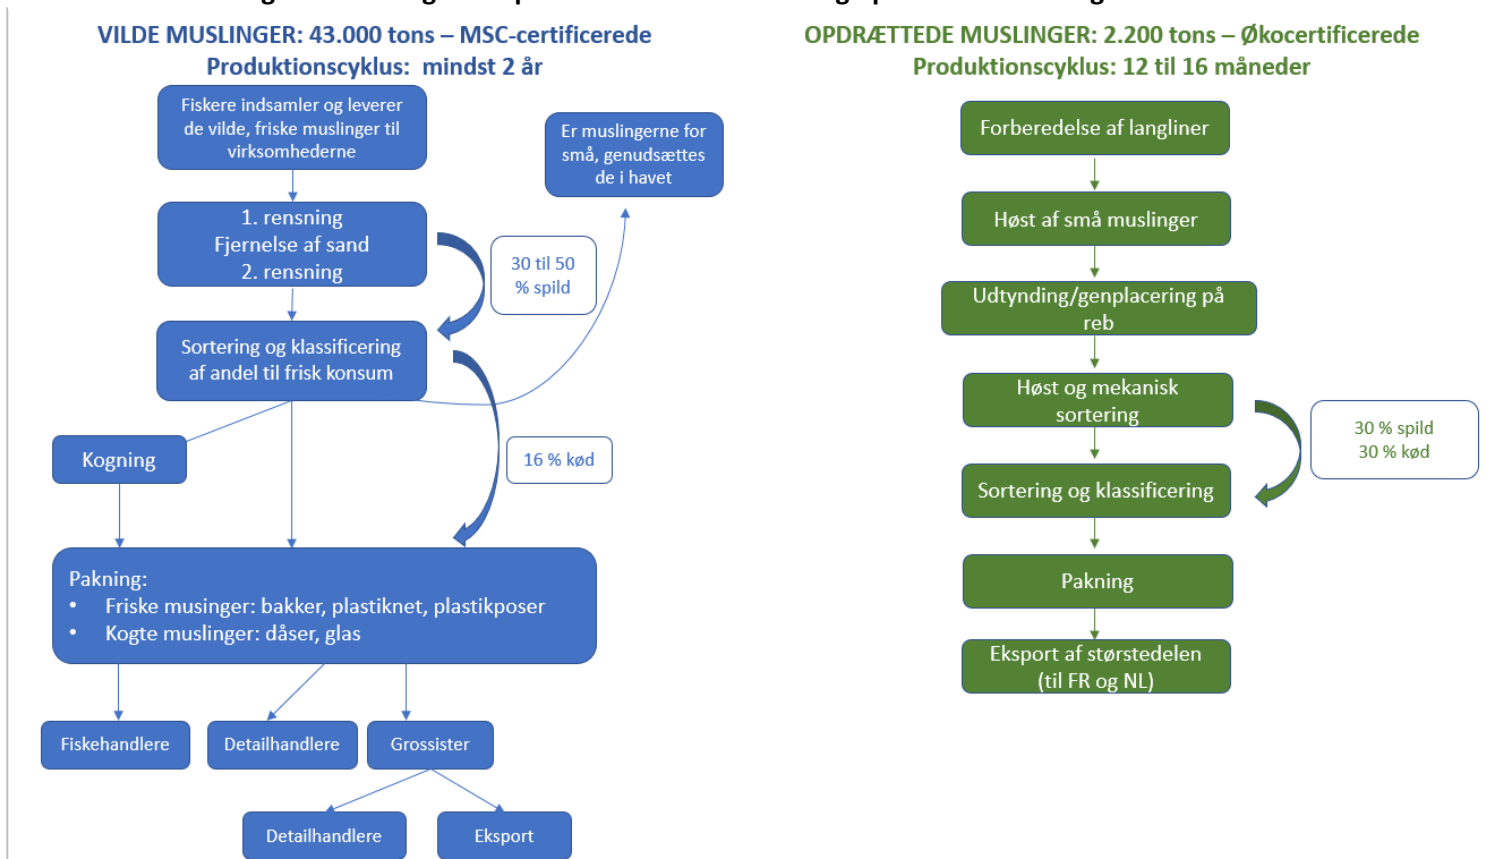 VILDE MUSLINGER: 43.000 tons – MSC-certificerede
Produktionscyklus: mindst 2 år
Fiskere indsamler og leverer
de vilde, friske muslinger til
virksomhederne
Er muslingerne for
små, genudsættes
de i havet
1. rensning
Fjernelse af sand
2. rensning
30 til 50
% spild
Sortering og klassificering
af andel til frisk konsum
Kogning
16 % kød
Pakning:
• Friske musinger: bakker, plastiknet, plastikposer
• Kogte muslinger: dåser, glas
Fiskehandlere
Detailhandlere
Grossister
Detailhandlere
Eksport
OPDRÆTTEDE MUSLINGER: 2.200 tons – Økocertificerede
Produktionscyklus: 12 til 16 måneder
Forberedelse af langliner
Høst af små muslinger
Udtynding/genplacering på
reb
Høst og mekanisk
sortering
30 % spild
30 % kød
Sortering og klassificering
Pakning
Eksport af størstedelen
(til FR og NL)